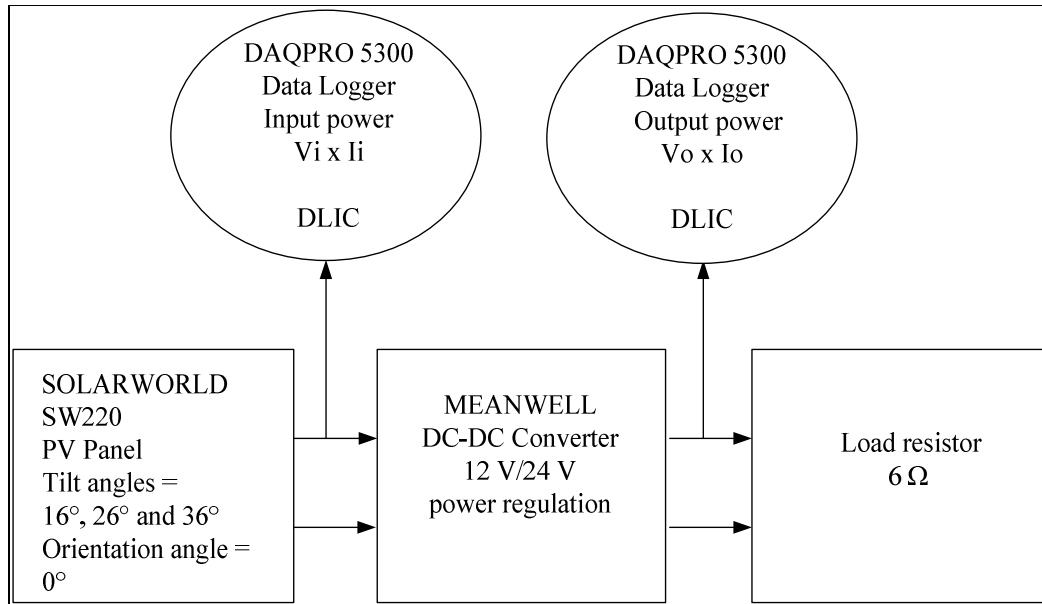 DAQPRO 5300
Data Logger
Input power
Vi x Ii
DLIC
DAQPRO 5300
Data Logger
Output power
Vo x Io
DLIC
SOLARWORLD
SW220
PV Panel
Tilt angles =
16°, 26° and 36°
Orientation angle =
0°
MEANWELL
DC-DC Converter
12 V/24 V
power regulation
Load resistor
6 Ω